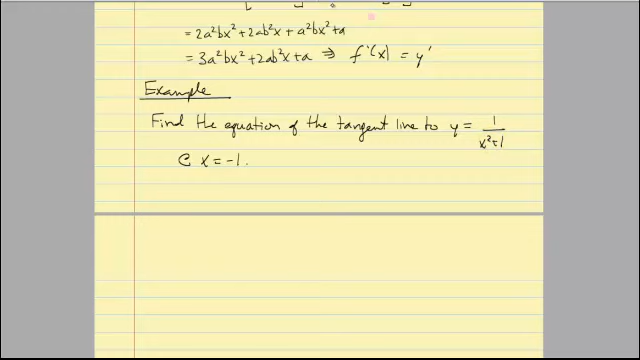 = 2a²bx² + 2ab²x + a²bx² + a
= 3a²bx² + 2ab²x + a ⇒ f'(x) = y'
Example
Find the equation of the tangent line to y = 1/(x²+1)
@ x = -1.